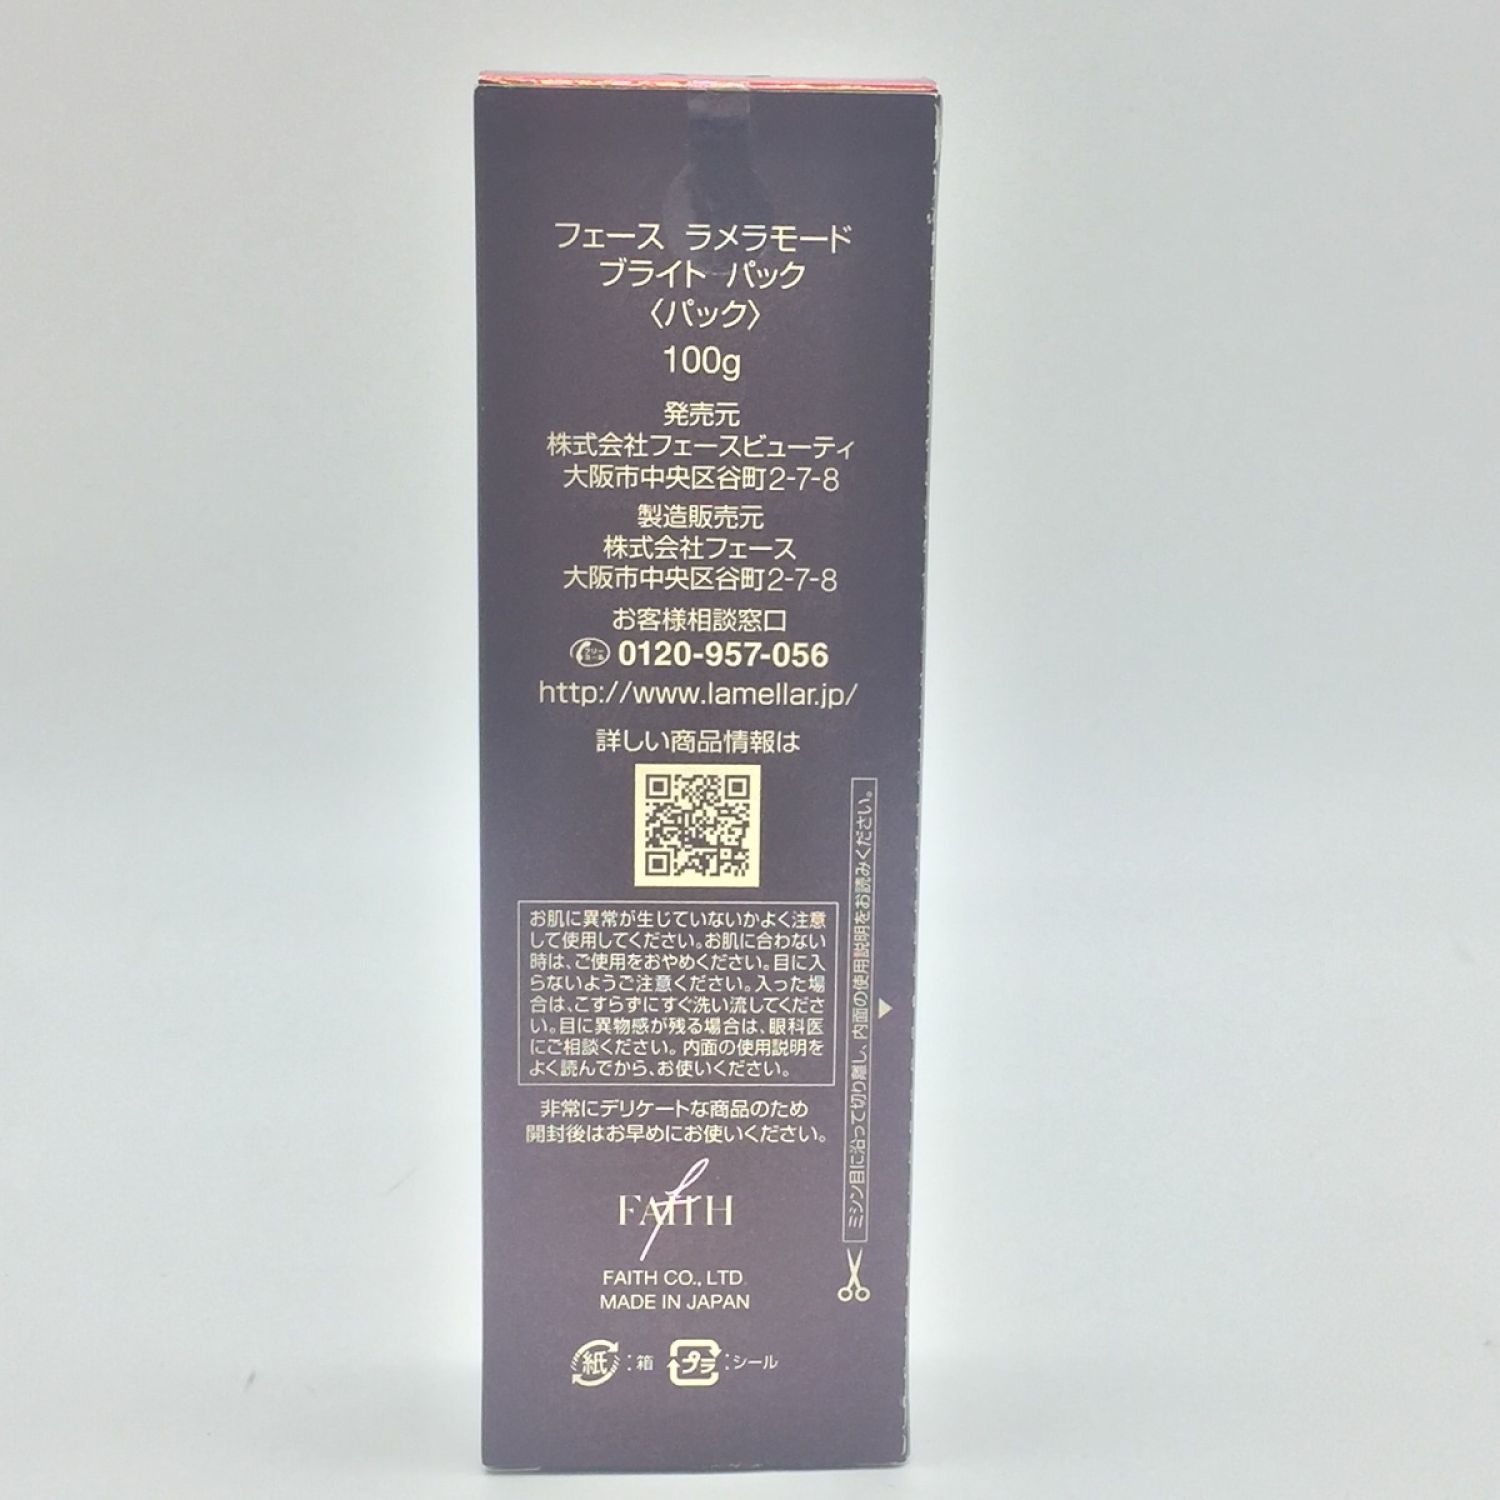 フェース ラメラモード
ブライト パック
〈パック〉
100g
発売元
株式会社フェースビューティ
大阪市中央区谷町2-7-8
製造販売元
株式会社フェース
大阪市中央区谷町2-7-8
お客様相談窓口
フリーコール 0120-957-056
http://www.lamellar.jp/
詳しい商品情報は
お肌に異常が生じていないかよく注意
して使用してください。お肌に合わない
時は、ご使用をおやめください。目に入
らないようご注意ください。入った場
合は、こすらずにすぐ洗い流してくださ
い。目に異物感が残る場合は、眼科医
にご相談ください。内面の使用説明を
よく読んでから、お使いください。
ミシン目に沿って切り離し、内面の使用説明をお読みください。
非常にデリケートな商品のため
開封後はお早めにお使いください。
FAITH
FAITH CO., LTD.
MADE IN JAPAN
紙:箱 プラ:シール